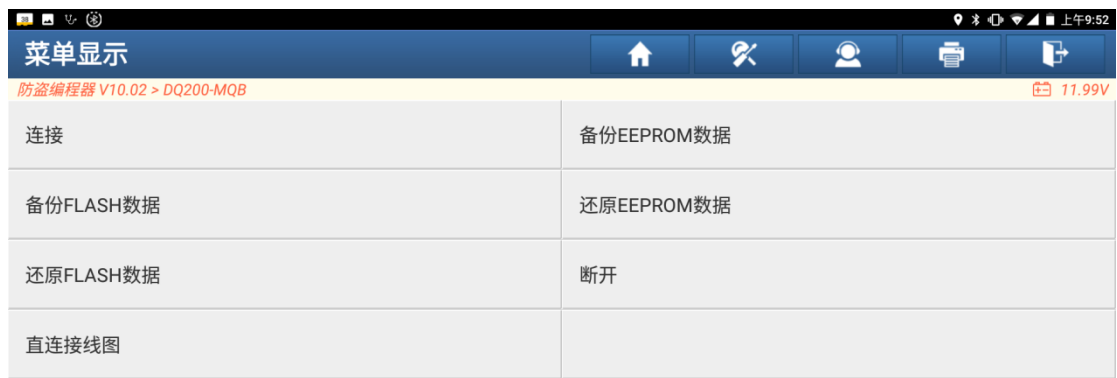 上午9:52
菜单显示
防盗编程器 V10.02 > DQ200-MQB
11.99V
连接
备份EEPROM数据
备份FLASH数据
还原EEPROM数据
还原FLASH数据
断开
直连接线图